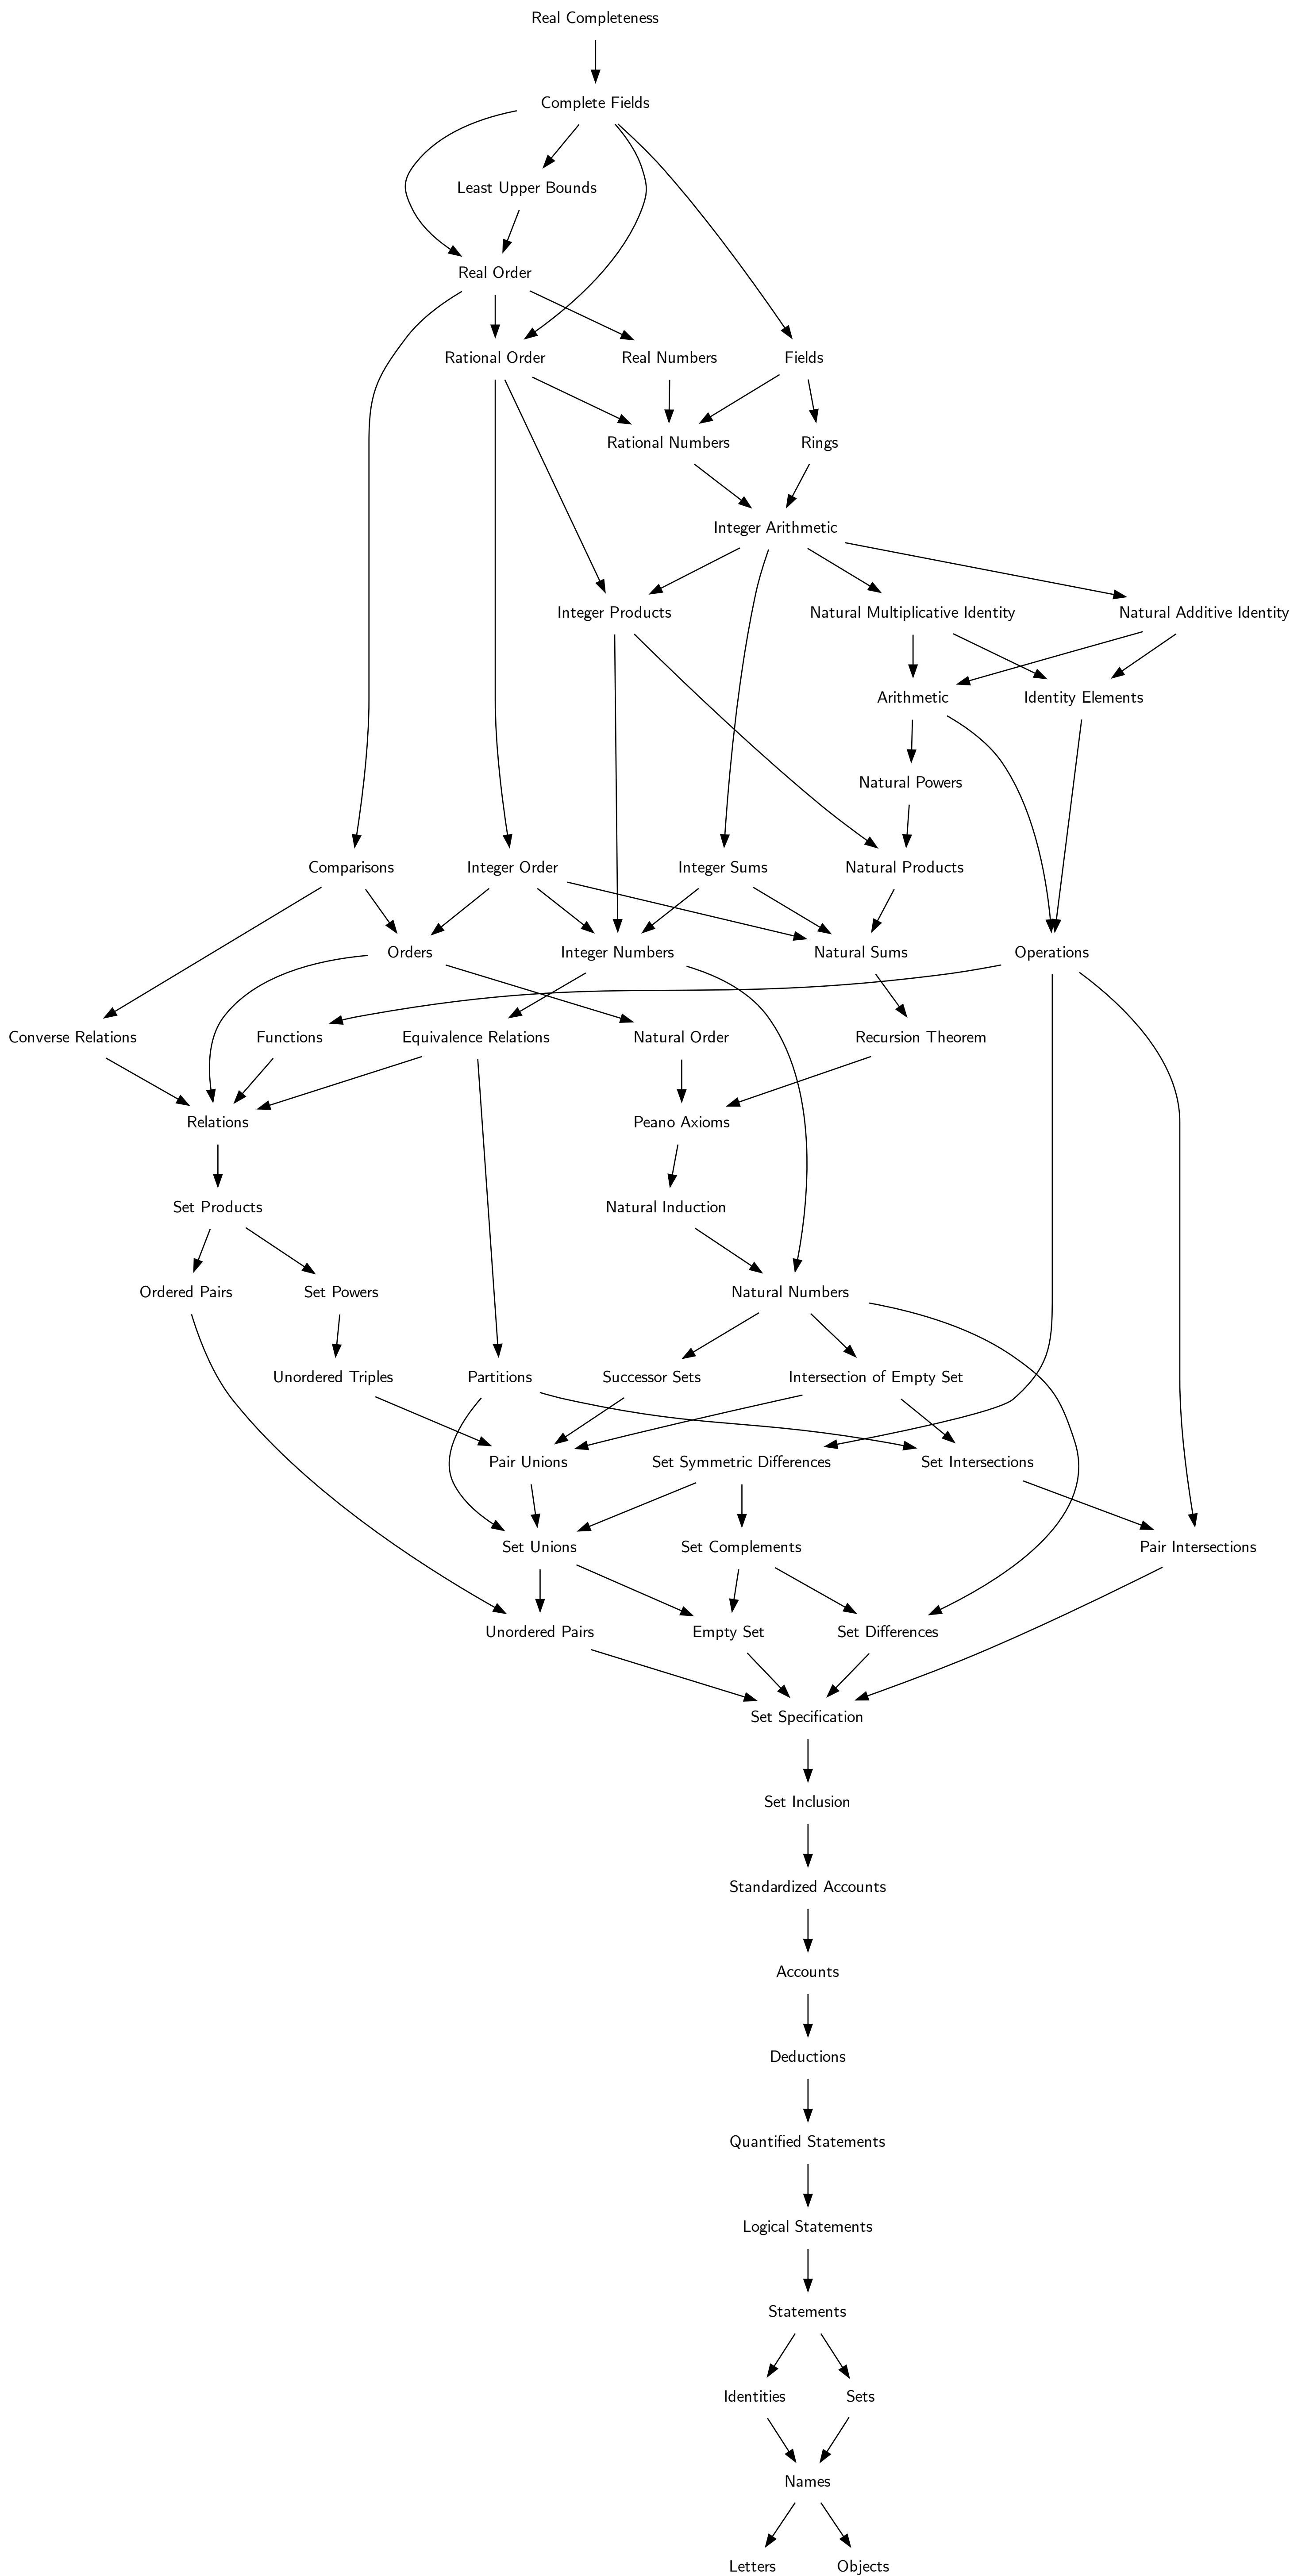 Real Completeness
Complete Fields
Least Upper Bounds
Real Order
Rational Order
Real Numbers
Fields
Rational Numbers
Rings
Integer Arithmetic
Integer Products
Natural Multiplicative Identity
Natural Additive Identity
Arithmetic
Identity Elements
Natural Powers
Comparisons
Integer Order
Integer Sums
Natural Products
Orders
Integer Numbers
Natural Sums
Operations
Converse Relations
Functions
Equivalence Relations
Natural Order
Recursion Theorem
Relations
Peano Axioms
Set Products
Natural Induction
Ordered Pairs
Set Powers
Natural Numbers
Unordered Triples
Partitions
Successor Sets
Intersection of Empty Set
Pair Unions
Set Symmetric Differences
Set Intersections
Set Unions
Set Complements
Pair Intersections
Unordered Pairs
Empty Set
Set Differences
Set Specification
Set Inclusion
Standardized Accounts
Accounts
Deductions
Quantified Statements
Logical Statements
Statements
Identities
Sets
Names
Letters
Objects